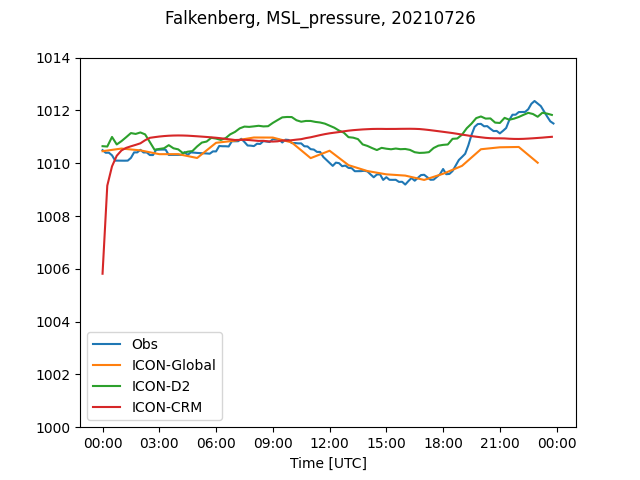 Falkenberg, MSL_pressure, 20210726
1014
1012
1010
1008
1006
1004
1002
1000
Obs
ICON-Global
ICON-D2
ICON-CRM
00:00 03:00 06:00 09:00 12:00 15:00 18:00 21:00 00:00
Time [UTC]